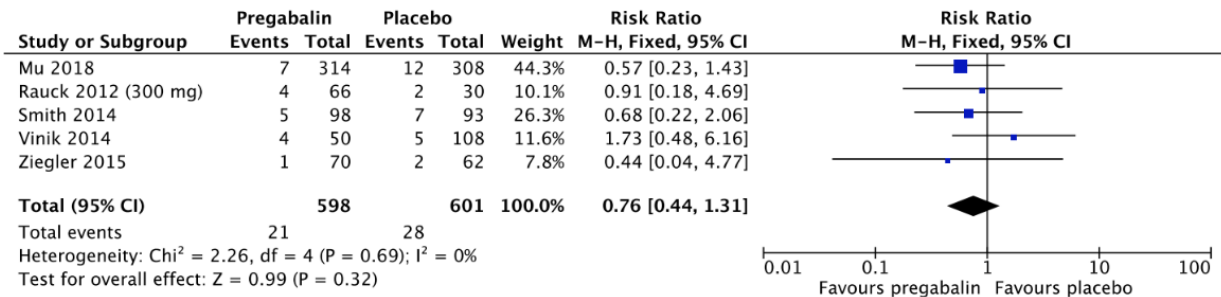 Pregabalin Placebo Risk Ratio Risk Ratio
Study or Subgroup Events Total Events Total Weight M-H, Fixed, 95% CI M-H, Fixed, 95% CI
Mu 2018 7 314 12 308 44.3% 0.57 [0.23, 1.43]
Rauck 2012 (300 mg) 4 66 2 30 10.1% 0.91 [0.18, 4.69]
Smith 2014 5 98 7 93 26.3% 0.68 [0.22, 2.06]
Vinik 2014 4 50 5 108 11.6% 1.73 [0.48, 6.16]
Ziegler 2015 1 70 2 62 7.8% 0.44 [0.04, 4.77]
Total (95% CI) 598 601 100.0% 0.76 [0.44, 1.31]
Total events 21 28
Heterogeneity: Chi² = 2.26, df = 4 (P = 0.69); I² = 0%
Test for overall effect: Z = 0.99 (P = 0.32)
0.01 0.1 1 10 100
Favours pregabalin Favours placebo